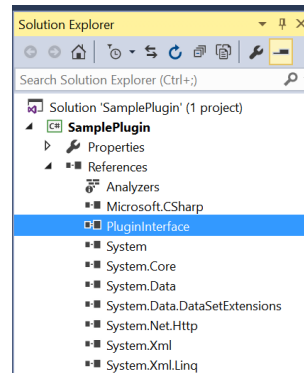 Solution Explorer
Search Solution Explorer (Ctrl+;)
Solution 'SamplePlugin' (1 project)
C# SamplePlugin
Properties
References
Analyzers
Microsoft.CSharp
PluginInterface
System
System.Core
System.Data
System.Data.DataSetExtensions
System.Net.Http
System.Xml
System.Xml.Linq